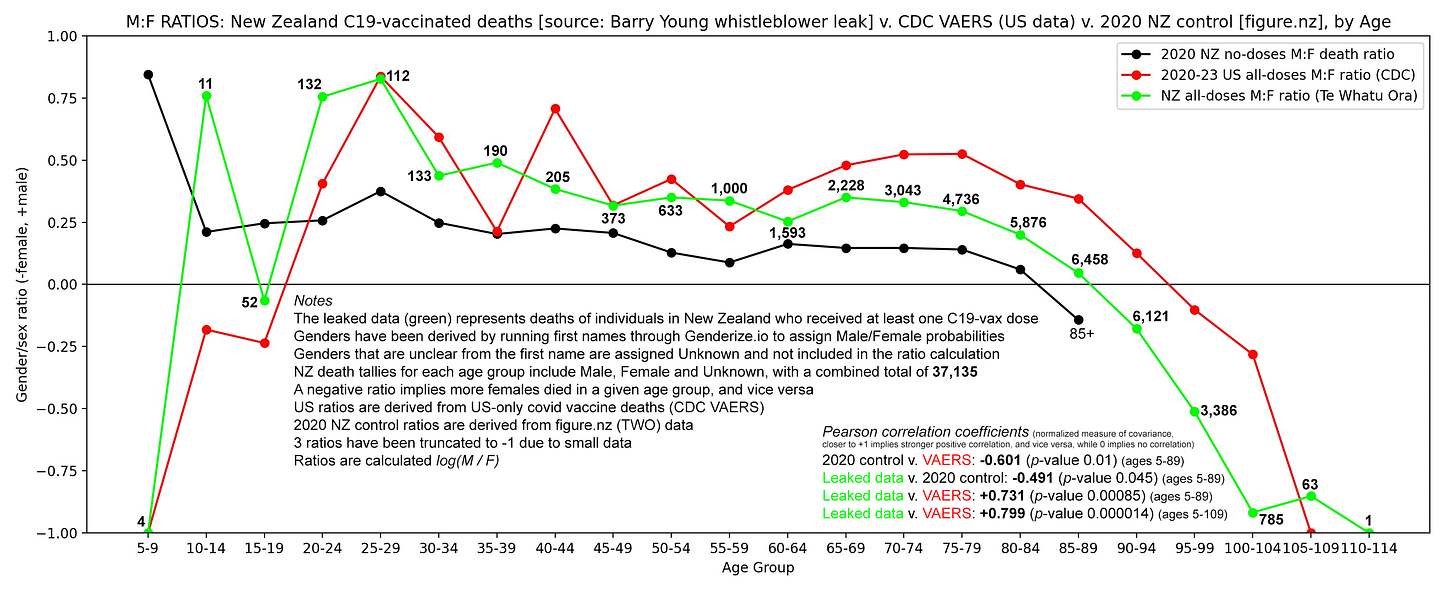 M:F RATIOS: New Zealand C19-vaccinated deaths [source: Barry Young whistleblower leak] v. CDC VAERS (US data) v. 2020 NZ control [figure.nz], by Age
Gender/sex ratio (-female, +male)
1.00
0.75
0.50
0.25
0.00
−0.25
−0.50
−0.75
−1.00
2020 NZ no-doses M:F death ratio
2020-23 US all-doses M:F ratio (CDC)
NZ all-doses M:F ratio (Te Whatu Ora)
4
11
52
132
112
133
190
205
373
633
1,000
1,593
2,228
3,043
4,736
5,876
6,458
85+
6,121
3,386
785
63
1
Notes
The leaked data (green) represents deaths of individuals in New Zealand who received at least one C19-vax dose
Genders have been derived by running first names through Genderize.io to assign Male/Female probabilities
Genders that are unclear from the first name are assigned Unknown and not included in the ratio calculation
NZ death tallies for each age group include Male, Female and Unknown, with a combined total of 37,135
A negative ratio implies more females died in a given age group, and vice versa
US ratios are derived from US-only covid vaccine deaths (CDC VAERS)
2020 NZ control ratios are derived from figure.nz (TWO) data
3 ratios have been truncated to -1 due to small data
Ratios are calculated log(M / F)
Pearson correlation coefficients (normalized measure of covariance,
closer to +1 implies stronger positive correlation, and vice versa, while 0 implies no correlation)
2020 control v. VAERS: -0.601 (p-value 0.01) (ages 5-89)
Leaked data v. 2020 control: -0.491 (p-value 0.045) (ages 5-89)
Leaked data v. VAERS: +0.731 (p-value 0.00085) (ages 5-89)
Leaked data v. VAERS: +0.799 (p-value 0.000014) (ages 5-109)
5-9 10-14 15-19 20-24 25-29 30-34 35-39 40-44 45-49 50-54 55-59 60-64 65-69 70-74 75-79 80-84 85-89 90-94 95-99 100-104 105-109 110-114
Age Group